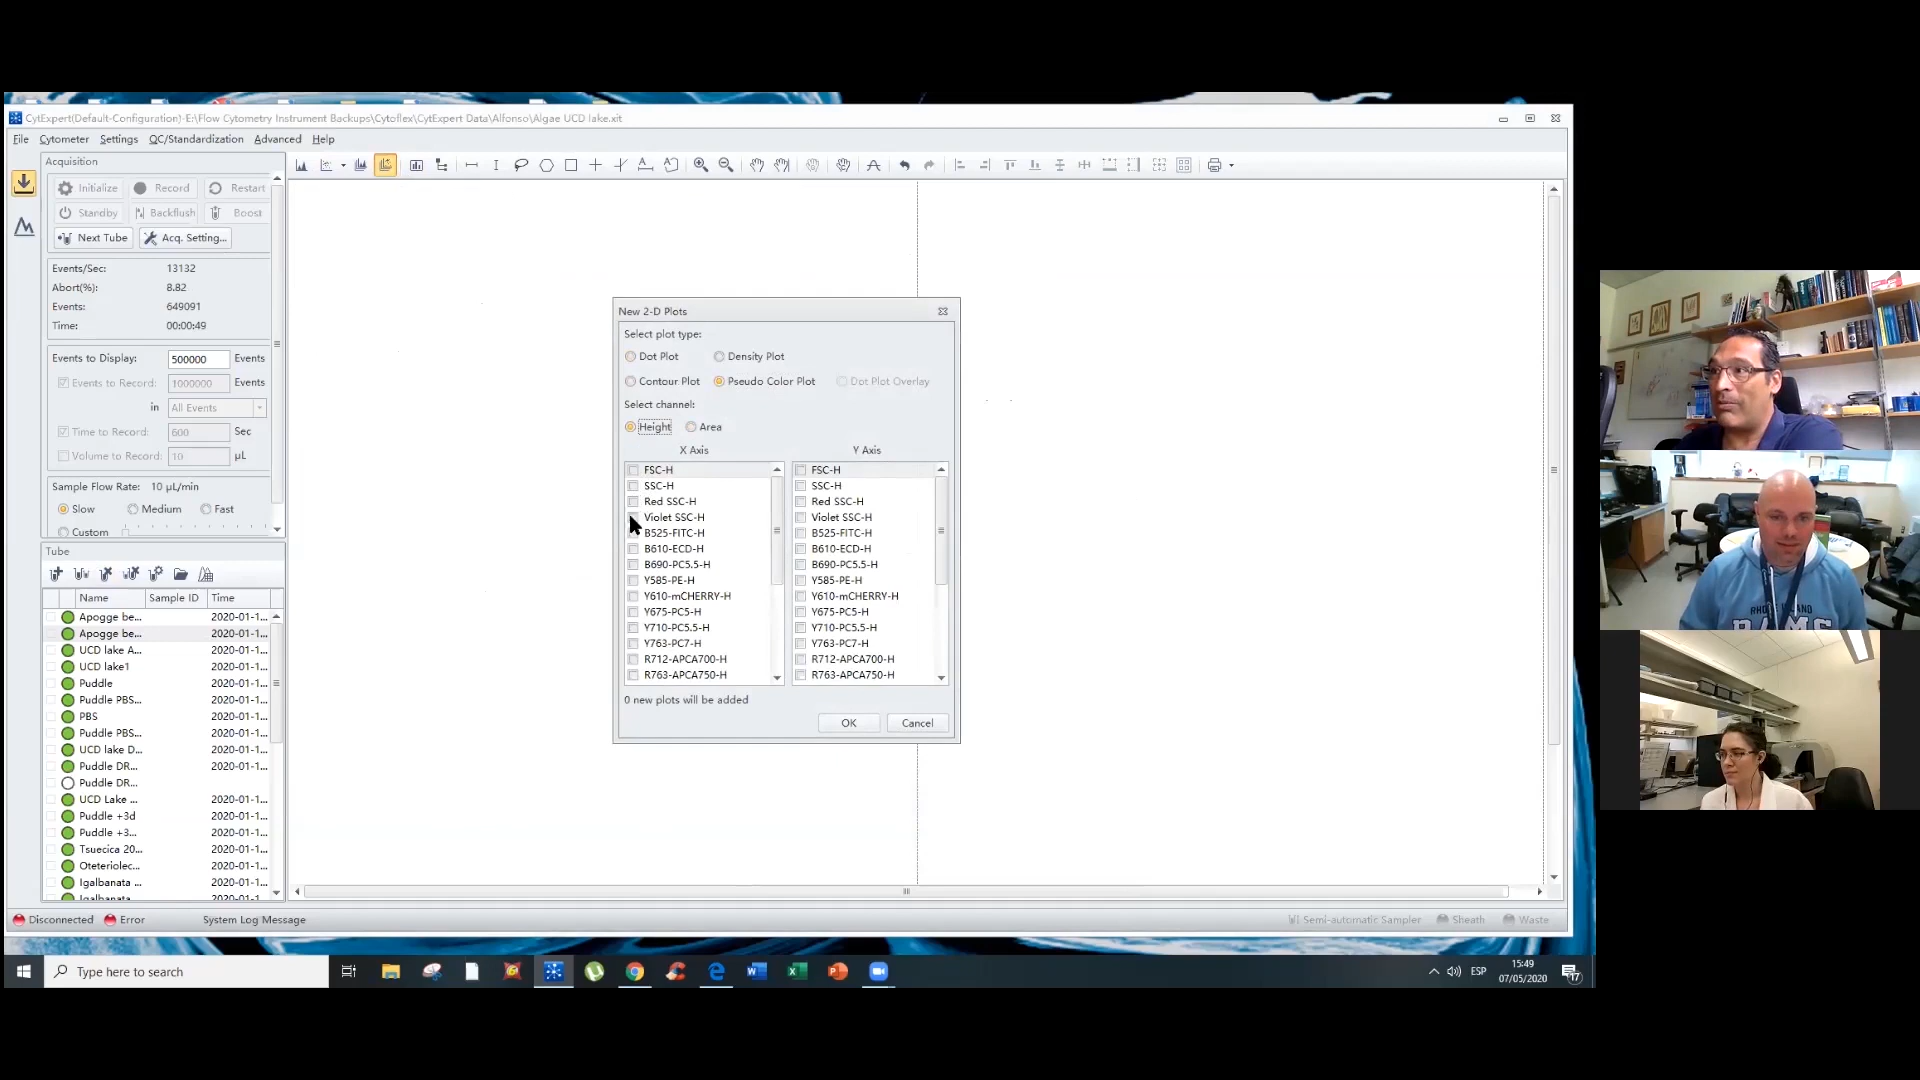 CytExpert(Default-Configuration)-E:\Flow Cytometry Instrument Backups\Cytoflex\CytExpert Data\Alfonso\Algae UCD lake.xit
File Cytometer Settings QC/Standardization Advanced Help
Acquisition
Initialize Record Restart
Standby Backflush Boost
Next Tube Acq. Setting...
Events/Sec: 13132
Abort(%): 8.82
Events: 649091
Time: 00:00:49
Events to Display: 500000 Events
Events to Record: 1000000 Events
in All Events
Time to Record: 600 Sec
Volume to Record: 10 μL
Sample Flow Rate: 10 μL/min
Slow Medium Fast
Custom
Tube
Name Sample ID Time
Apogge be... 2020-01-1...
Apogge be... 2020-01-1...
UCD lake A... 2020-01-1...
UCD lake1 2020-01-1...
Puddle 2020-01-1...
Puddle PBS... 2020-01-1...
PBS 2020-01-1...
Puddle PBS... 2020-01-1...
UCD lake D... 2020-01-1...
Puddle DR... 2020-01-1...
Puddle DR...
UCD Lake ... 2020-01-1...
Puddle +3d 2020-01-1...
Puddle +3... 2020-01-1...
Tsuecica 20... 2020-01-1...
Oteteriolec... 2020-01-1...
Igalbanata ... 2020-01-1...
Igalbanata 2020-01-1...
New 2-D Plots
Select plot type:
Dot Plot Density Plot
Contour Plot Pseudo Color Plot Dot Plot Overlay
Select channel:
Height Area
X Axis Y Axis
FSC-H FSC-H
SSC-H SSC-H
Red SSC-H Red SSC-H
Violet SSC-H Violet SSC-H
B525-FITC-H B525-FITC-H
B610-ECD-H B610-ECD-H
B690-PC5.5-H B690-PC5.5-H
Y585-PE-H Y585-PE-H
Y610-mCHERRY-H Y610-mCHERRY-H
Y675-PC5-H Y675-PC5-H
Y710-PC5.5-H Y710-PC5.5-H
Y763-PC7-H Y763-PC7-H
R712-APCA700-H R712-APCA700-H
R763-APCA750-H R763-APCA750-H
0 new plots will be added
OK Cancel
Disconnected Error System Log Message Semi-automatic Sampler Sheath Waste
Type here to search
ESP
15:49
07/05/2020
17
RHODE ISLAND
RAMS